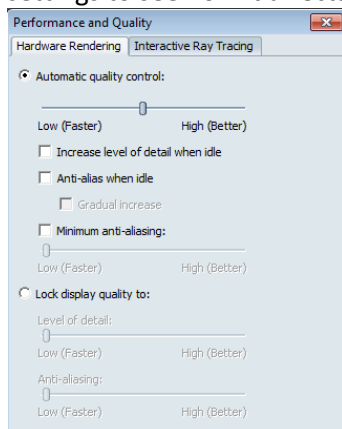 Performance and Quality
Hardware Rendering Interactive Ray Tracing
Automatic quality control:
Low (Faster) High (Better)
Increase level of detail when idle
Anti-alias when idle
Gradual increase
Minimum anti-aliasing:
Low (Faster) High (Better)
Lock display quality to:
Level of detail:
Low (Faster) High (Better)
Anti-aliasing:
Low (Faster) High (Better)